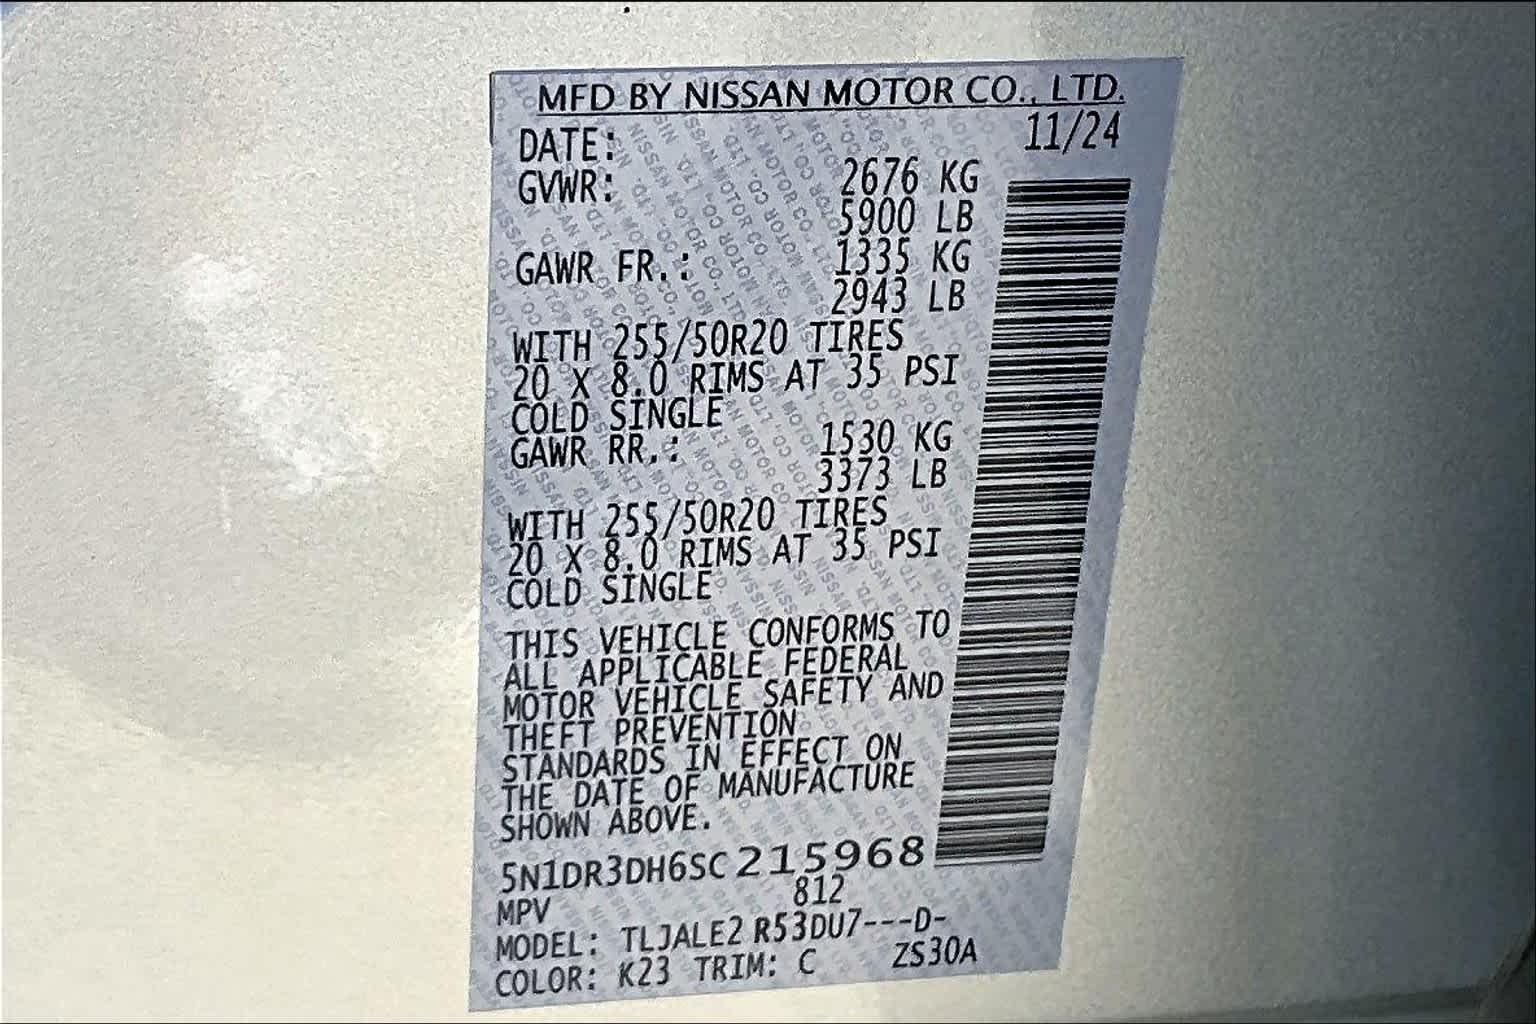 MFD BY NISSAN MOTOR CO., LTD.
DATE: 11/24
GVWR: 2676 KG
5900 LB
GAWR FR.: 1335 KG
2943 LB
WITH 255/50R20 TIRES
20 X 8.0 RIMS AT 35 PSI
COLD SINGLE
GAWR RR.: 1530 KG
3373 LB
WITH 255/50R20 TIRES
20 X 8.0 RIMS AT 35 PSI
COLD SINGLE
THIS VEHICLE CONFORMS TO
ALL APPLICABLE FEDERAL
MOTOR VEHICLE SAFETY AND
THEFT PREVENTION
STANDARDS IN EFFECT ON
THE DATE OF MANUFACTURE
SHOWN ABOVE.
5N1DR3DH6SC215968
MPV 812
MODEL: TLJALE2 R53DU7---D-
COLOR: K23 TRIM: C ZS30A